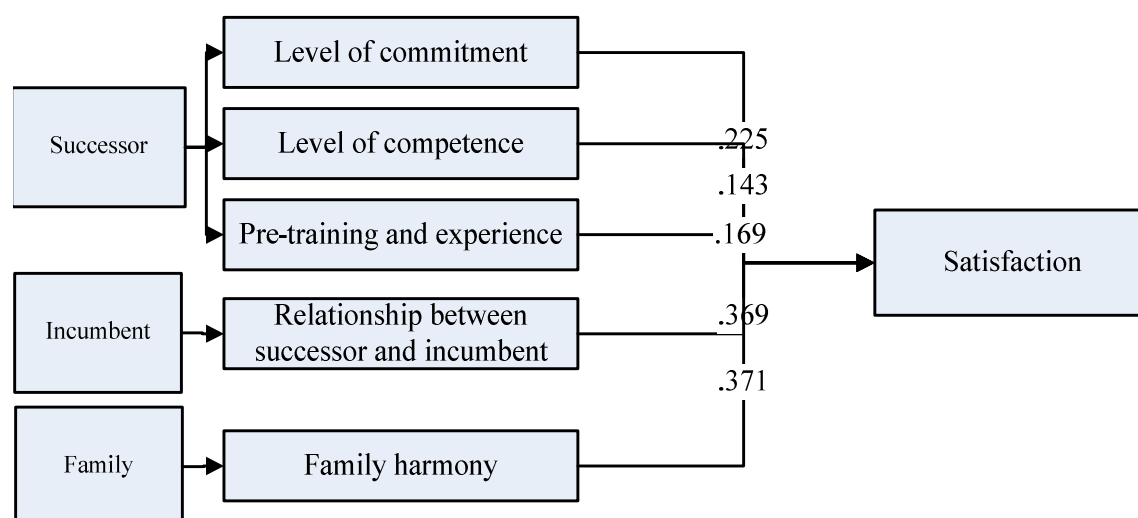 Successor
Level of commitment
Level of competence
Pre-training and experience
Incumbent
Relationship between
successor and incumbent
Family
Family harmony
.225
.143
.169
.369
.371
Satisfaction